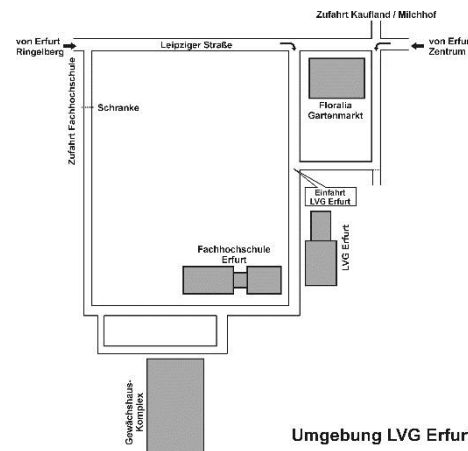 Zufahrt Kaufland / Milchhof
von Erfurt
Ringelberg
Leipziger Straße
von Erfur
Zentrum
Zufahrt Fachhochschule
Schranke
Floralia
Gartenmarkt
Einfahrt
LVG Erfurt
LVG Erfurt
Fachhochschule
Erfurt
Gewächshaus-
Komplex
Umgebung LVG Erfur